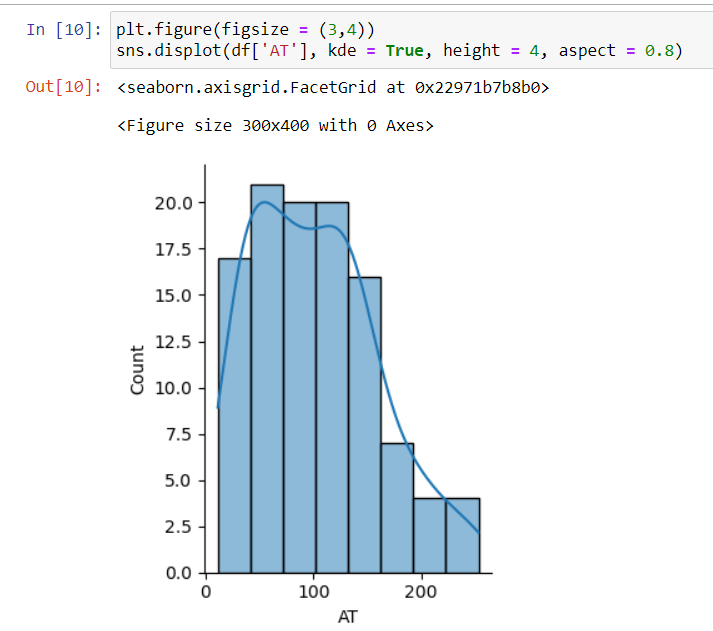 In [10]: plt.figure(figsize = (3,4))
sns.displot(df['AT'], kde = True, height = 4, aspect = 0.8)
Out[10]: <seaborn.axisgrid.FacetGrid at 0x22971b7b8b0>
<Figure size 300x400 with 0 Axes>
20.0
17.5
15.0
12.5
10.0
7.5
5.0
2.5
0.0
Count
0 100 200
AT